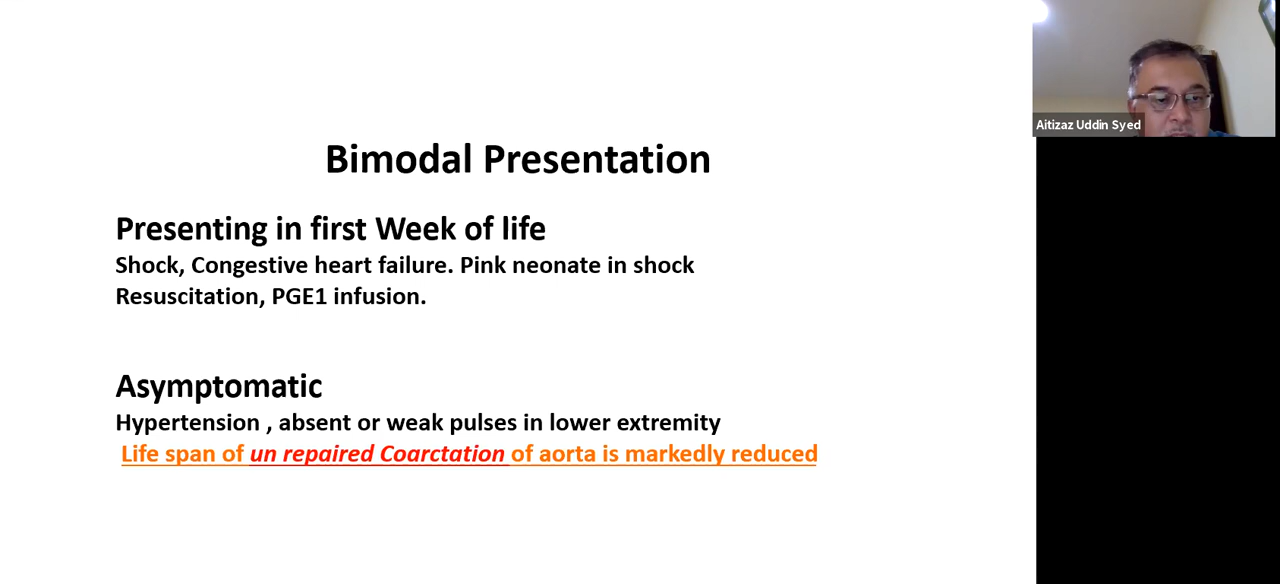 Bimodal Presentation
Presenting in first Week of life
Shock, Congestive heart failure. Pink neonate in shock
Resuscitation, PGE1 infusion.
Asymptomatic
Hypertension , absent or weak pulses in lower extremity
Life span of un repaired Coarctation of aorta is markedly reduced
Aitizaz Uddin Syed